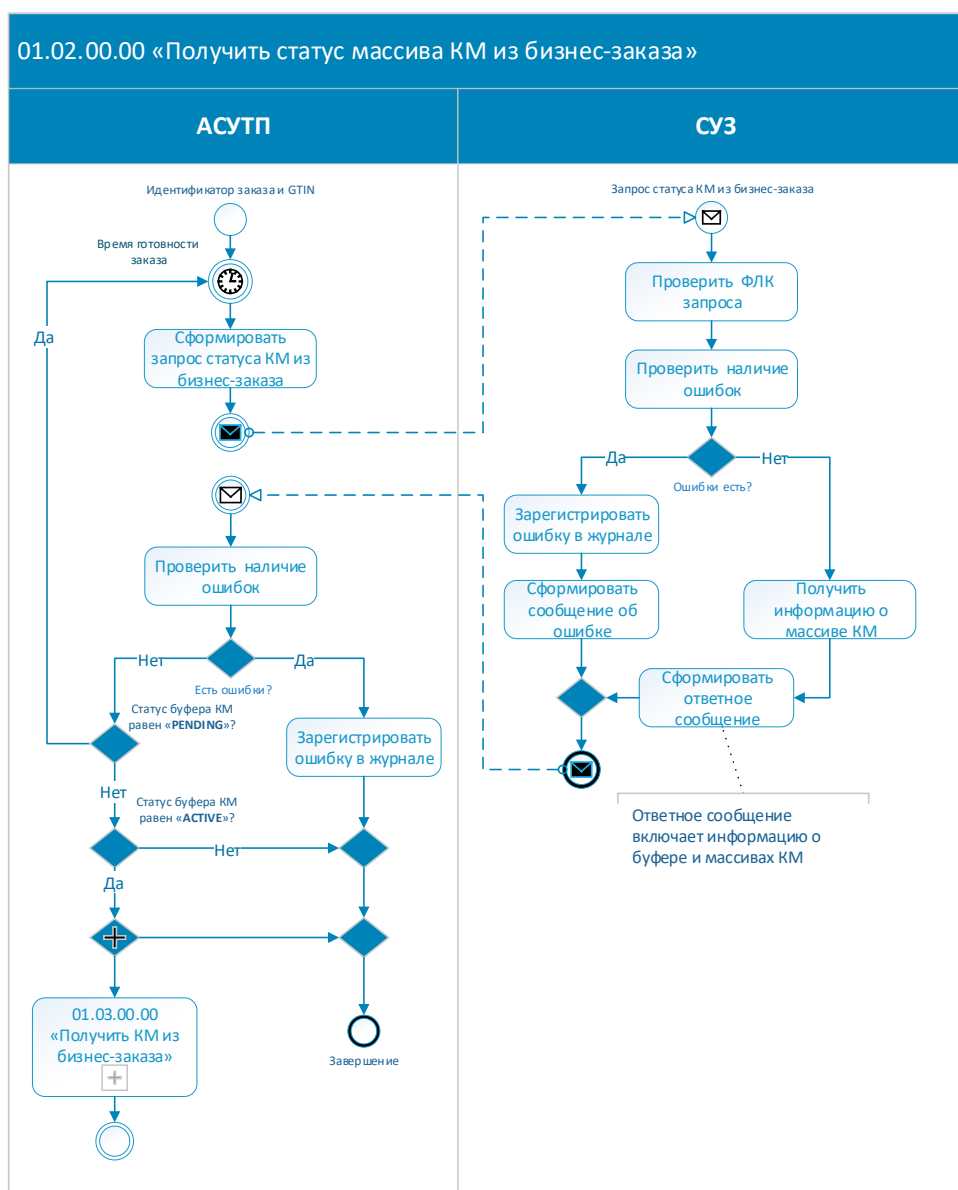 01.02.00.00 «Получить статус массива КМ из бизнес-заказа»
АСУТП
СУЗ
Идентификатор заказа и GTIN
Время готовности
заказа
Да
Сформировать
запрос статуса КМ из
бизнес-заказа
Проверить наличие
ошибок
Нет
Да
Есть ошибки?
Статус буфера КМ
равен «PENDING»?
Зарегистрировать
ошибку в журнале
Нет
Статус буфера КМ
равен «ACTIVE»?
Нет
Да
01.03.00.00
«Получить КМ из
бизнес-заказа»
Завершение
Запрос статуса КМ из бизнес-заказа
Проверить ФЛК
запроса
Проверить наличие
ошибок
Да
Нет
Ошибки есть?
Зарегистрировать
ошибку в журнале
Сформировать
сообщение об
ошибке
Получить
информацию о
массиве КМ
Сформировать
ответное
сообщение
Ответное сообщение
включает информацию о
буфере и массивах КМ